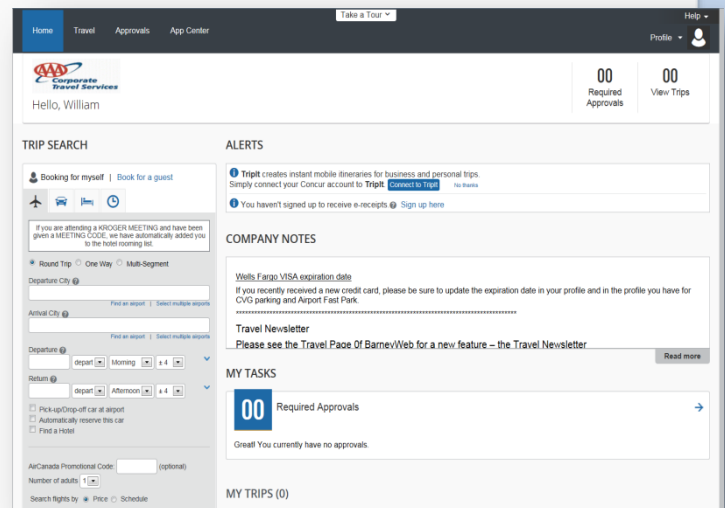 Take a Tour
Help
Home Travel Approvals App Center
Profile
AAA
Corporate
Travel Services
Hello, William
00
Required
Approvals
00
View Trips
TRIP SEARCH
Booking for myself | Book for a guest
If you are attending a KROGER MEETING and have been
given a MEETING CODE, we have automatically added you
to the hotel rooming list.
Round Trip One Way Multi-Segment
Departure City
Find an airport | Select multiple airports
Arrival City
Find an airport | Select multiple airports
Departure
depart Morning ± 4
Return
depart Afternoon ± 4
Pick-up/Drop-off car at airport
Automatically reserve this car
Find a Hotel
AirCanada Promotional Code: (optional)
Number of adults 1
Search flights by Price Schedule
ALERTS
TripIt creates instant mobile itineraries for business and personal trips.
Simply connect your Concur account to TripIt. Connect to TripIt No thanks
You haven't signed up to receive e-receipts. Sign up here
COMPANY NOTES
Wells Fargo VISA expiration date
If you recently received a new credit card, please be sure to update the expiration date in your profile and in the profile you have for
CVG parking and Airport Fast Park.
Travel Newsletter
Please see the Travel Page 0f BarneyWeb for a new feature – the Travel Newsletter
Read more
MY TASKS
00 Required Approvals
Great! You currently have no approvals.
MY TRIPS (0)